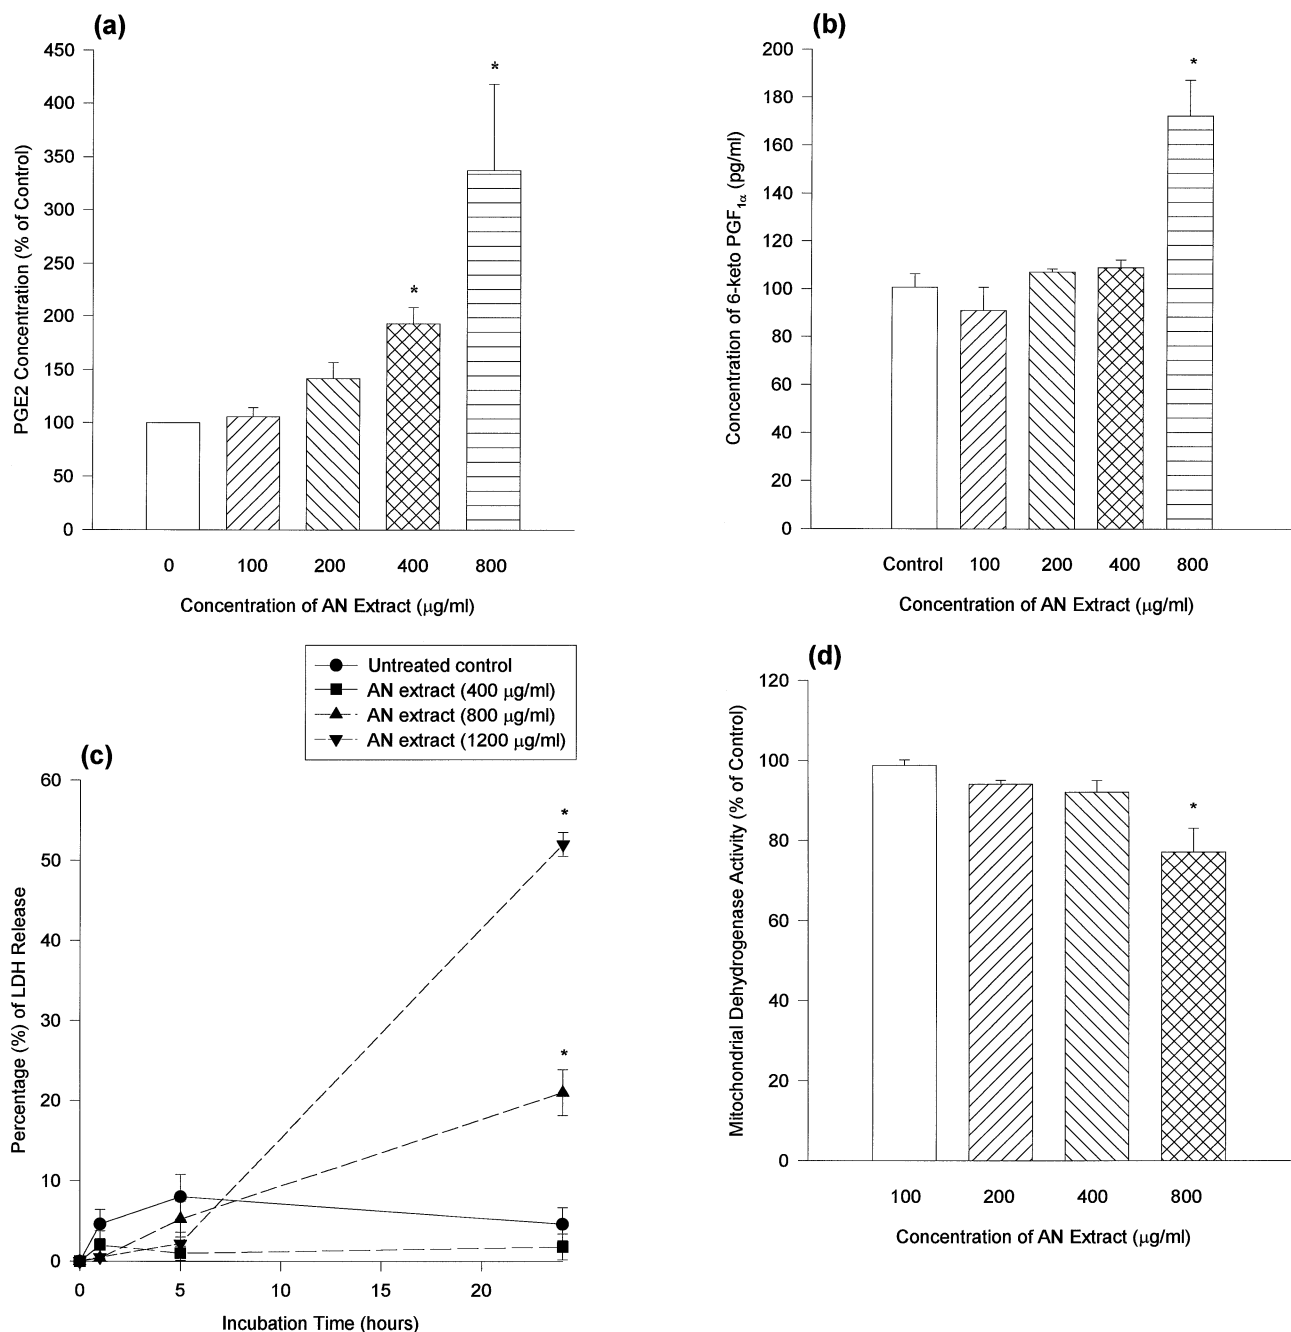 (a)
450
400
350
300
250
200
150
100
50
0
PGE2 Concentration (% of Control)
*
*
0 100 200 400 800
Concentration of AN Extract (µg/ml)
(b)
200
180
160
140
120
100
80
60
40
20
0
Concentration of 6-keto PGF1α (pg/ml)
*
Control 100 200 400 800
Concentration of AN Extract (µg/ml)
Untreated control
AN extract (400 µg/ml)
AN extract (800 µg/ml)
AN extract (1200 µg/ml)
(c)
60
50
40
30
20
10
0
Percentage (%) of LDH Release
*
*
0 5 10 15 20
Incubation Time (hours)
(d)
120
100
80
60
40
20
0
Mitochondrial Dehydrogenase Activity (% of Control)
*
100 200 400 800
Concentration of AN Extract (µg/ml)